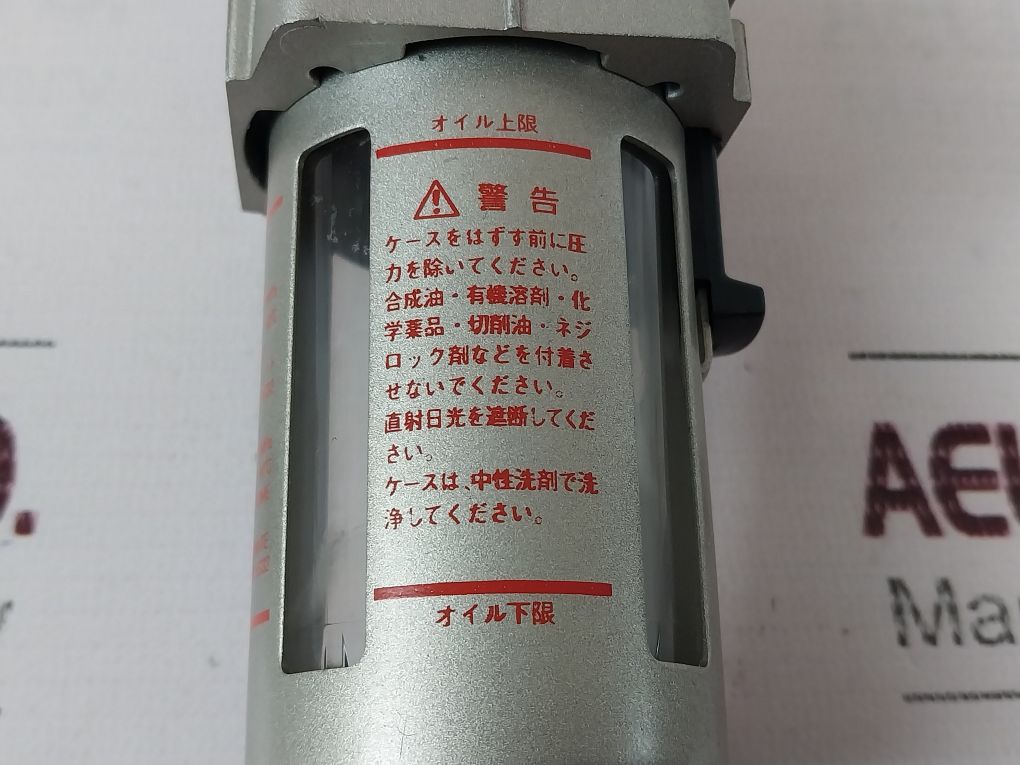 オイル上限
警告
ケースをはずす前に圧
力を除いてください。
合成油・有機溶剤・化
学薬品・切削油・ネジ
ロック剤などを付着さ
せないでください。
直射日光を遮断してくだ
さい。
ケースは、中性洗剤で洗
浄してください。
オイル下限